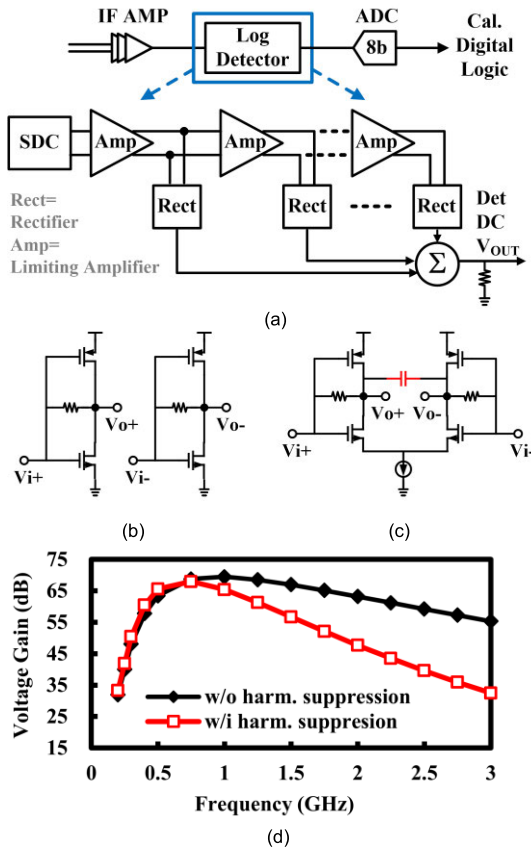 IF AMP
Log
Detector
ADC
8b
Cal.
Digital
Logic
SDC
Amp
Amp
Amp
Rect
Rect
Rect
Rect=
Rectifier
Amp=
Limiting Amplifier
Σ
Det
DC
VOUT
(a)
Vi+
Vo+
Vi-
Vo-
(b)
Vi+
Vo+
Vo-
Vi-
(c)
Voltage Gain (dB)
75
65
55
45
35
25
15
w/o harm. suppression
w/i harm. suppresion
0 0.5 1 1.5 2 2.5 3
Frequency (GHz)
(d)